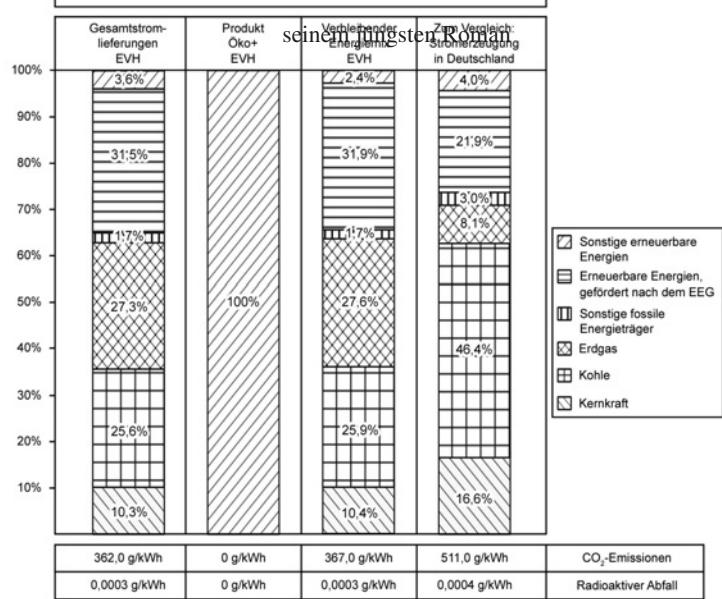 Gesamtstrom-
lieferungen
EVH
Produkt
Öko+
EVH
Verbleibender
Energiemix
EVH
Zum Vergleich:
Stromerzeugung
in Deutschland
seinem jüngsten Roman
100%
90%
80%
70%
60%
50%
40%
30%
20%
10%
3,6%
31,5%
1,7%
27,3%
25,6%
10,3%
100%
2,4%
31,9%
1,7%
27,6%
25,9%
10,4%
4,0%
21,9%
3,0%
8,1%
46,4%
16,6%
Sonstige erneuerbare
Energien
Erneuerbare Energien,
gefördert nach dem EEG
Sonstige fossile
Energieträger
Erdgas
Kohle
Kernkraft
362,0 g/kWh 0 g/kWh 367,0 g/kWh 511,0 g/kWh CO₂-Emissionen
0,0003 g/kWh 0 g/kWh 0,0003 g/kWh 0,0004 g/kWh Radioaktiver Abfall